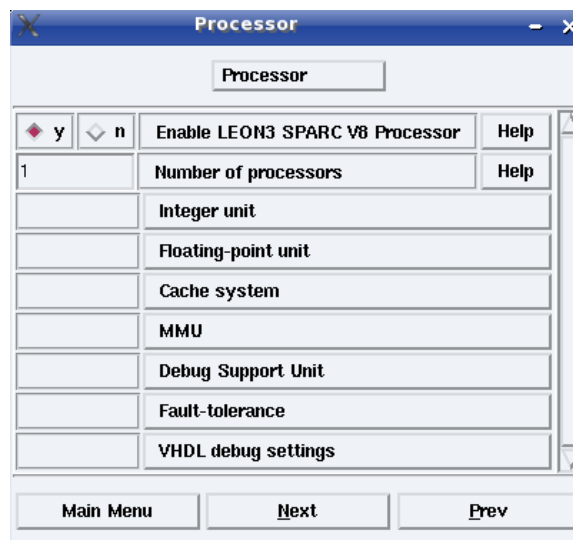 Processor
Processor
y n Enable LEON3 SPARC V8 Processor Help
1 Number of processors Help
Integer unit
Floating-point unit
Cache system
MMU
Debug Support Unit
Fault-tolerance
VHDL debug settings
Main Menu Next Prev